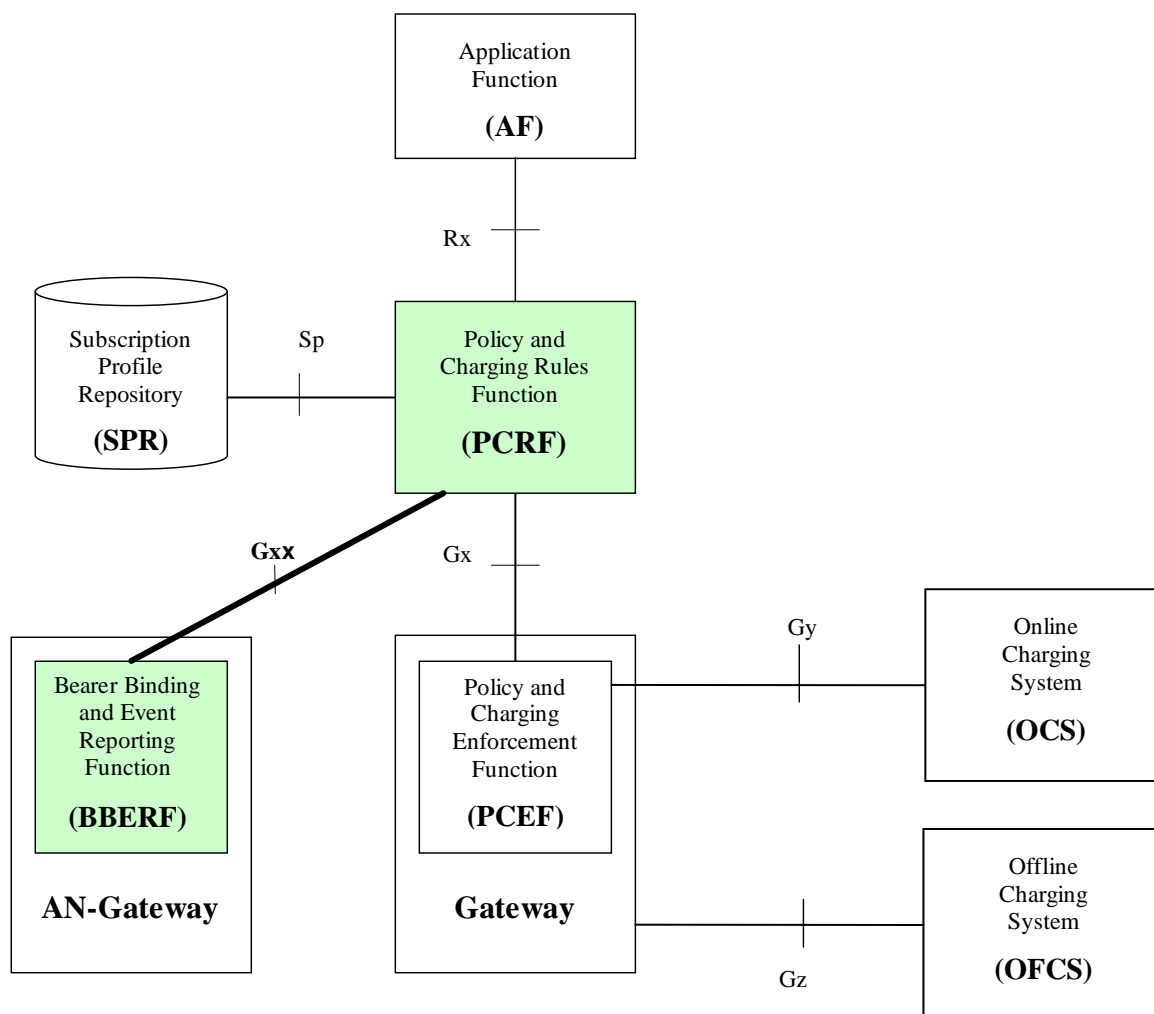 Application
Function
(AF)
Rx
Subscription
Profile
Repository
(SPR)
Sp
Policy and
Charging Rules
Function
(PCRF)
Gxx
Gx
Bearer Binding
and Event
Reporting
Function
(BBERF)
AN-Gateway
Policy and
Charging
Enforcement
Function
(PCEF)
Gateway
Gy
Online
Charging
System
(OCS)
Gz
Offline
Charging
System
(OFCS)